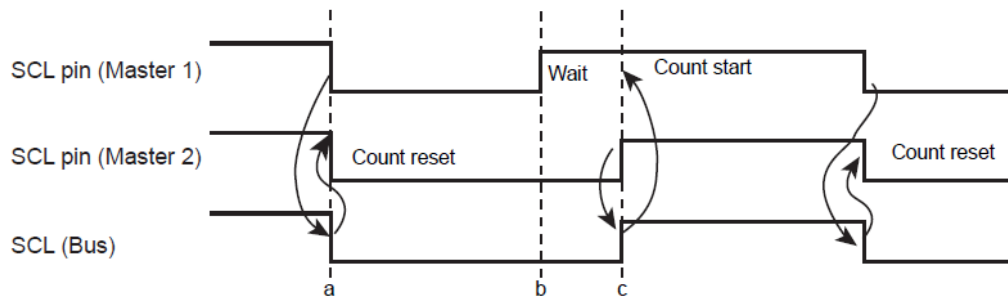 SCL pin (Master 1)
Wait
Count start
SCL pin (Master 2)
Count reset
Count reset
SCL (Bus)
a
b
c